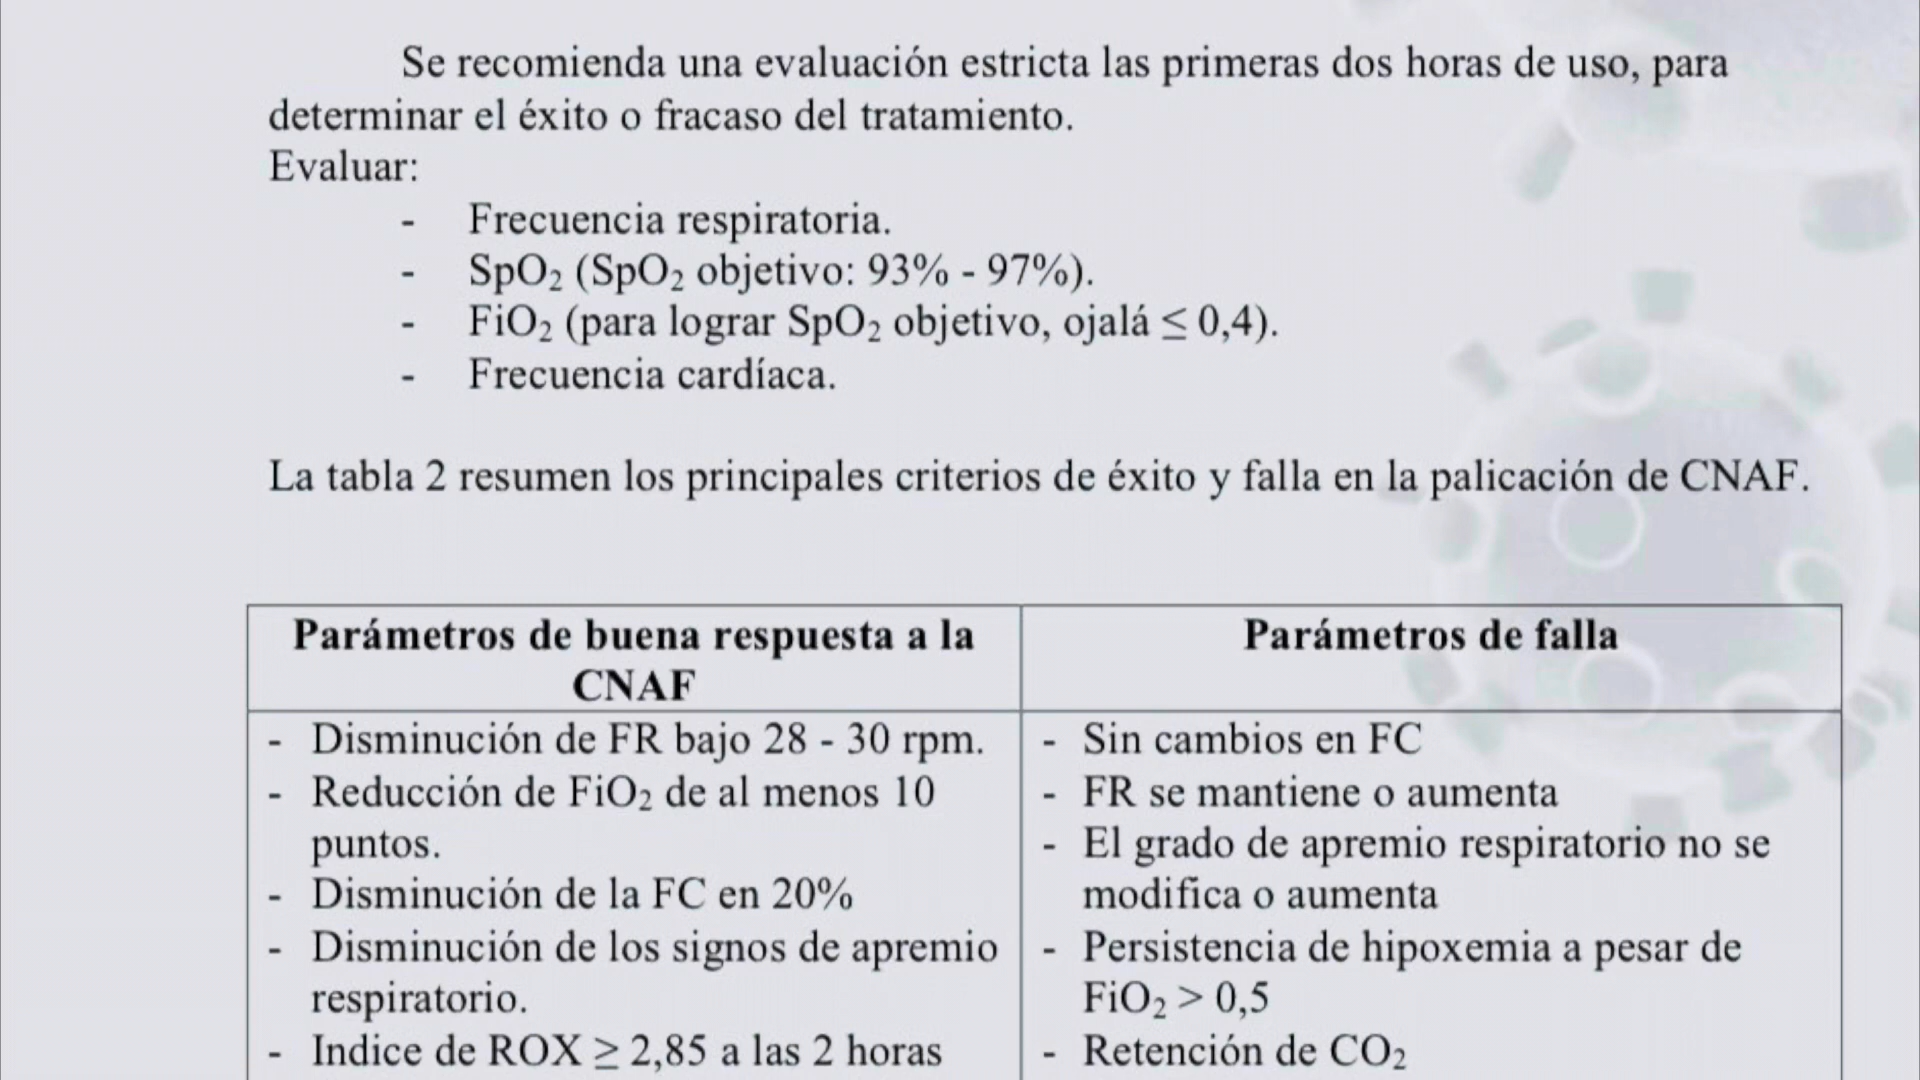 Se recomienda una evaluación estricta las primeras dos horas de uso, para
determinar el éxito o fracaso del tratamiento.
Evaluar:
- Frecuencia respiratoria.
- SpO₂ (SpO₂ objetivo: 93% - 97%).
- FiO₂ (para lograr SpO₂ objetivo, ojalá ≤ 0,4).
- Frecuencia cardíaca.
La tabla 2 resumen los principales criterios de éxito y falla en la palicación de CNAF.
Parámetros de buena respuesta a la
CNAF
- Disminución de FR bajo 28 - 30 rpm.
- Reducción de FiO₂ de al menos 10
puntos.
- Disminución de la FC en 20%
- Disminución de los signos de apremio
respiratorio.
- Indice de ROX ≥ 2,85 a las 2 horas
Parámetros de falla
- Sin cambios en FC
- FR se mantiene o aumenta
- El grado de apremio respiratorio no se
modifica o aumenta
- Persistencia de hipoxemia a pesar de
FiO₂ > 0,5
- Retención de CO₂